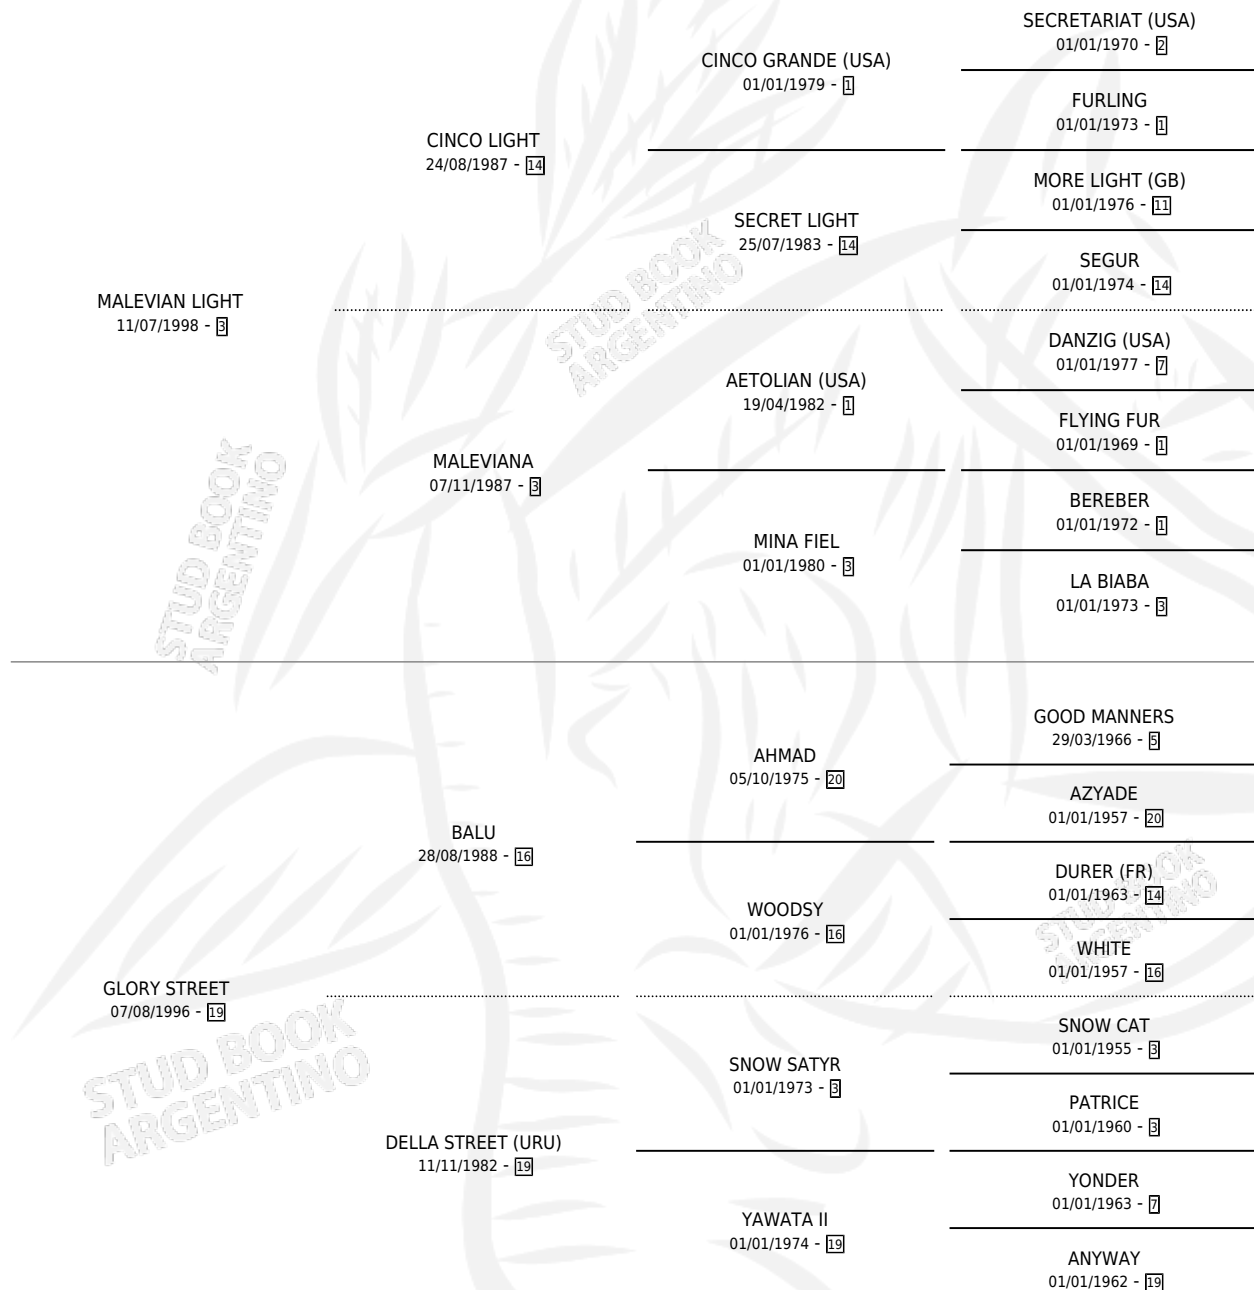 SECRETARIAT (USA)
01/01/1970 - 2
CINCO GRANDE (USA)
01/01/1979 - 1
FURLING
01/01/1973 - 1
CINCO LIGHT
24/08/1987 - 14
MORE LIGHT (GB)
01/01/1976 - 11
SECRET LIGHT
25/07/1983 - 14
SEGUR
01/01/1974 - 14
MALEVIAN LIGHT
11/07/1998 - 3
DANZIG (USA)
01/01/1977 - 7
AETOLIAN (USA)
19/04/1982 - 1
FLYING FUR
01/01/1969 - 1
MALEVIANA
07/11/1987 - 3
BEREBER
01/01/1972 - 1
MINA FIEL
01/01/1980 - 3
LA BIABA
01/01/1973 - 3
GOOD MANNERS
29/03/1966 - 5
AHMAD
05/10/1975 - 20
AZYADE
01/01/1957 - 20
BALU
28/08/1988 - 16
DURER (FR)
01/01/1963 - 14
WOODSY
01/01/1976 - 16
WHITE
01/01/1957 - 16
GLORY STREET
07/08/1996 - 19
SNOW CAT
01/01/1955 - 3
SNOW SATYR
01/01/1973 - 3
PATRICE
01/01/1960 - 3
DELLA STREET (URU)
11/11/1982 - 19
YONDER
01/01/1963 - 7
YAWATA II
01/01/1974 - 19
ANYWAY
01/01/1962 - 19
STUD BOOK
ARGENTINO
STUD BOOK
ARGENTINO
STUD BOOK
ARGENTINO
STUD BOOK
ARGENTINO